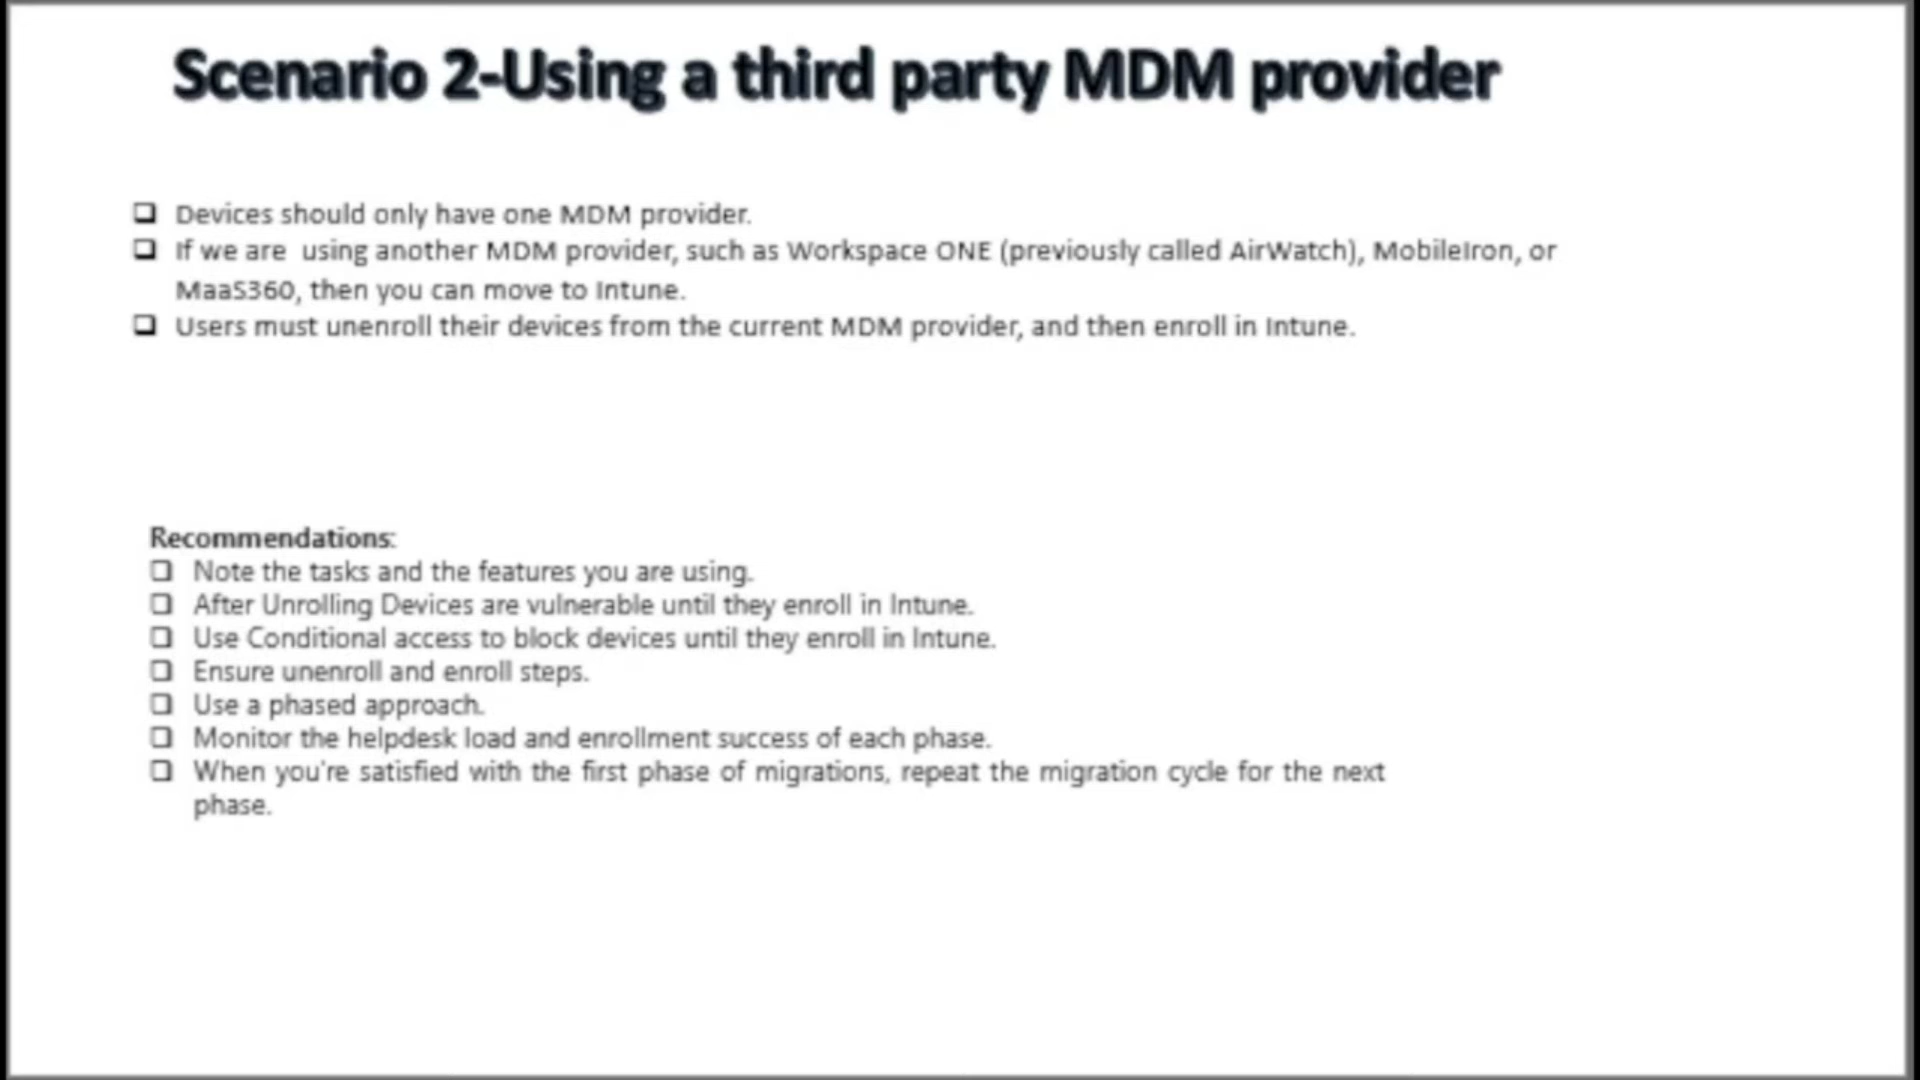 Scenario 2-Using a third party MDM provider
❑ Devices should only have one MDM provider.
❑ If we are  using another MDM provider, such as Workspace ONE (previously called AirWatch), MobileIron, or
MaaS360, then you can move to Intune.
❑ Users must unenroll their devices from the current MDM provider, and then enroll in Intune.
Recommendations:
❑ Note the tasks and the features you are using.
❑ After Unrolling Devices are vulnerable until they enroll in Intune.
❑ Use Conditional access to block devices until they enroll in Intune.
❑ Ensure unenroll and enroll steps.
❑ Use a phased approach.
❑ Monitor the helpdesk load and enrollment success of each phase.
❑ When you're satisfied with the first phase of migrations, repeat the migration cycle for the next
phase.